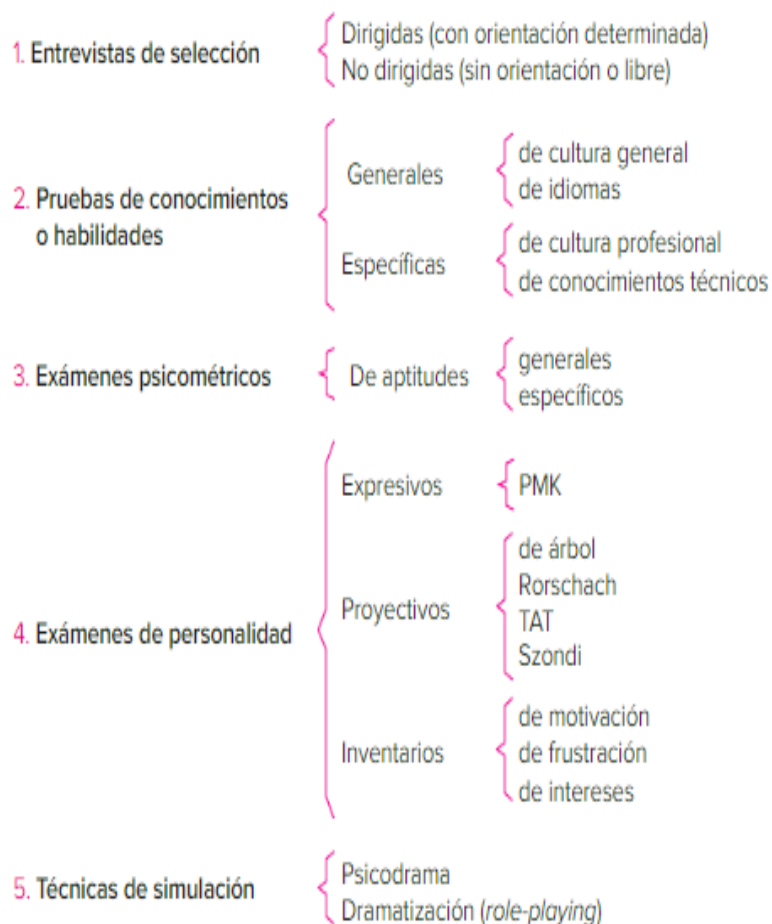 1. Entrevistas de selección
Dirigidas (con orientación determinada)
No dirigidas (sin orientación o libre)
2. Pruebas de conocimientos
o habilidades
Generales
de cultura general
de idiomas
Específicas
de cultura profesional
de conocimientos técnicos
3. Exámenes psicométricos
De aptitudes
generales
específicos
4. Exámenes de personalidad
Expresivos
PMK
Proyectivos
de árbol
Rorschach
TAT
Szondi
Inventarios
de motivación
de frustración
de intereses
5. Técnicas de simulación
Psicodrama
Dramatización (role-playing)